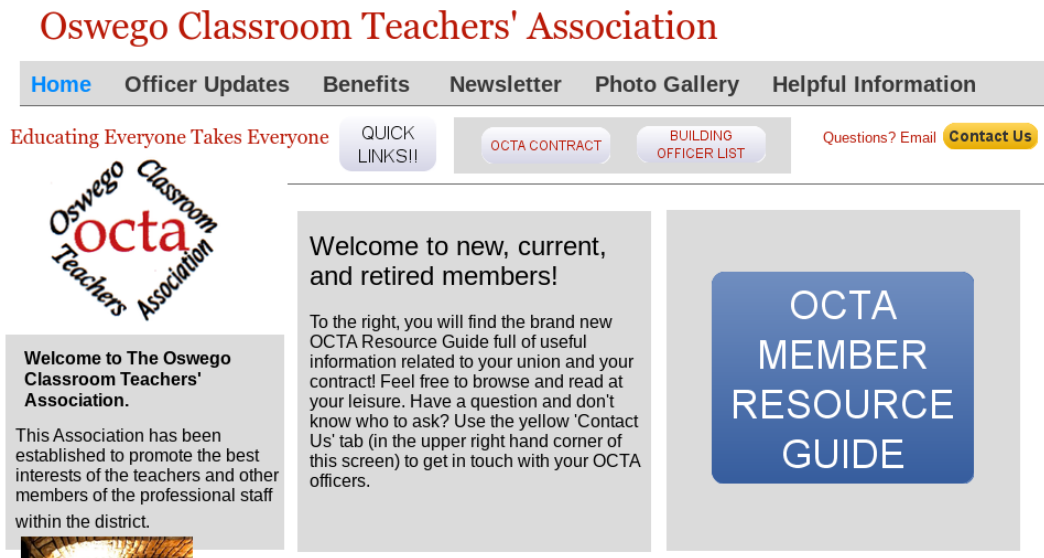 Oswego Classroom Teachers' Association
Home Officer Updates Benefits Newsletter Photo Gallery Helpful Information
Educating Everyone Takes Everyone
QUICK
LINKS!!
OCTA CONTRACT
BUILDING
OFFICER LIST
Questions? Email Contact Us
Oswego Classroom
octa
Teachers Association
Welcome to The Oswego
Classroom Teachers'
Association.
This Association has been
established to promote the best
interests of the teachers and other
members of the professional staff
within the district.
Welcome to new, current,
and retired members!
To the right, you will find the brand new
OCTA Resource Guide full of useful
information related to your union and your
contract! Feel free to browse and read at
your leisure. Have a question and don't
know who to ask? Use the yellow 'Contact
Us' tab (in the upper right hand corner of
this screen) to get in touch with your OCTA
officers.
OCTA
MEMBER
RESOURCE
GUIDE